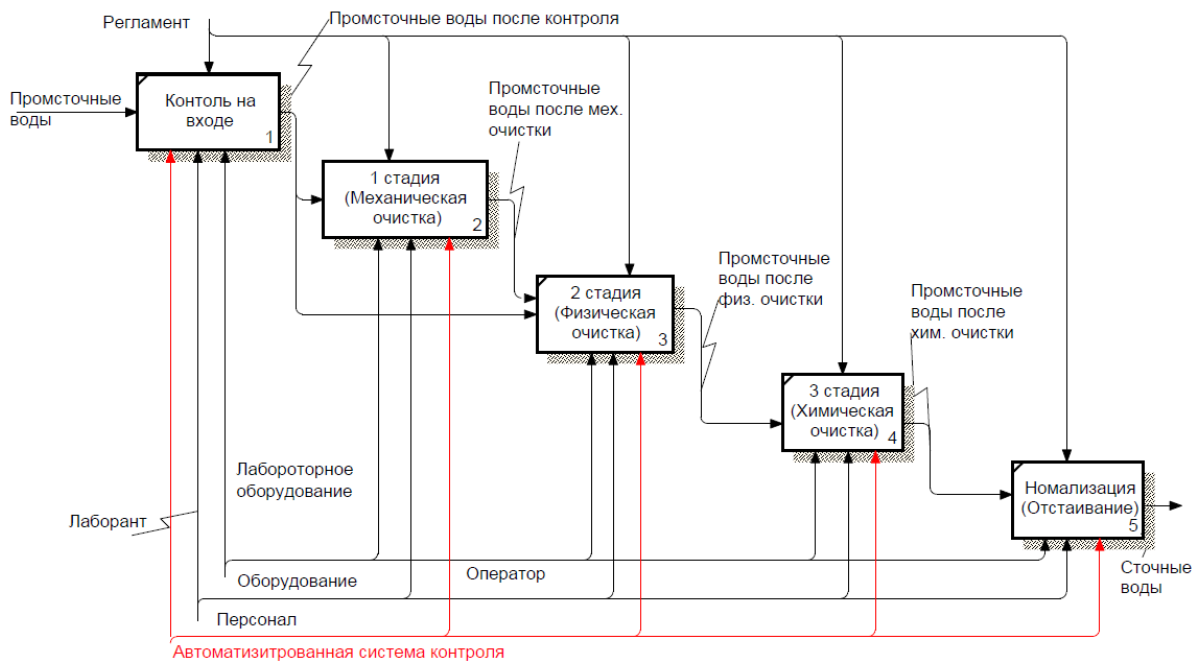 Регламент
Промсточные воды после контроля
Промсточные
воды
Контоль на
входе
1
Промсточные
воды после мех.
очистки
1 стадия
(Механическая
очистка)
2
Промсточные
воды после
физ. очистки
2 стадия
(Физическая
очистка)
3
Промсточные
воды после
хим. очистки
3 стадия
(Химическая
очистка)
4
Лабороторное
оборудование
Лаборант
Номализация
(Отстаивание)
5
Оборудование
Оператор
Сточные
воды
Персонал
Автоматизитрованная система контроля